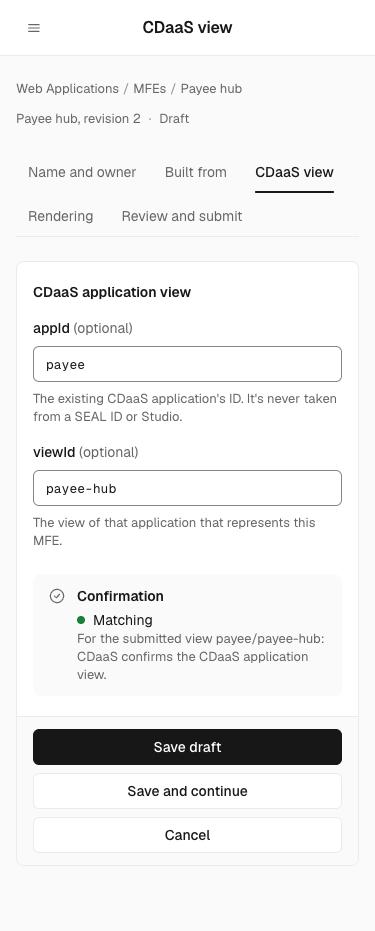 CDaaS view
Web Applications / MFEs / Payee hub
Payee hub, revision 2 · Draft
Name and owner Built from CDaaS view
Rendering Review and submit
CDaaS application view
appId (optional)
payee
The existing CDaaS application's ID. It's never taken
from a SEAL ID or Studio.
viewId (optional)
payee-hub
The view of that application that represents this
MFE.
Confirmation
Matching
For the submitted view payee/payee-hub:
CDaaS confirms the CDaaS application
view.
Save draft
Save and continue
Cancel